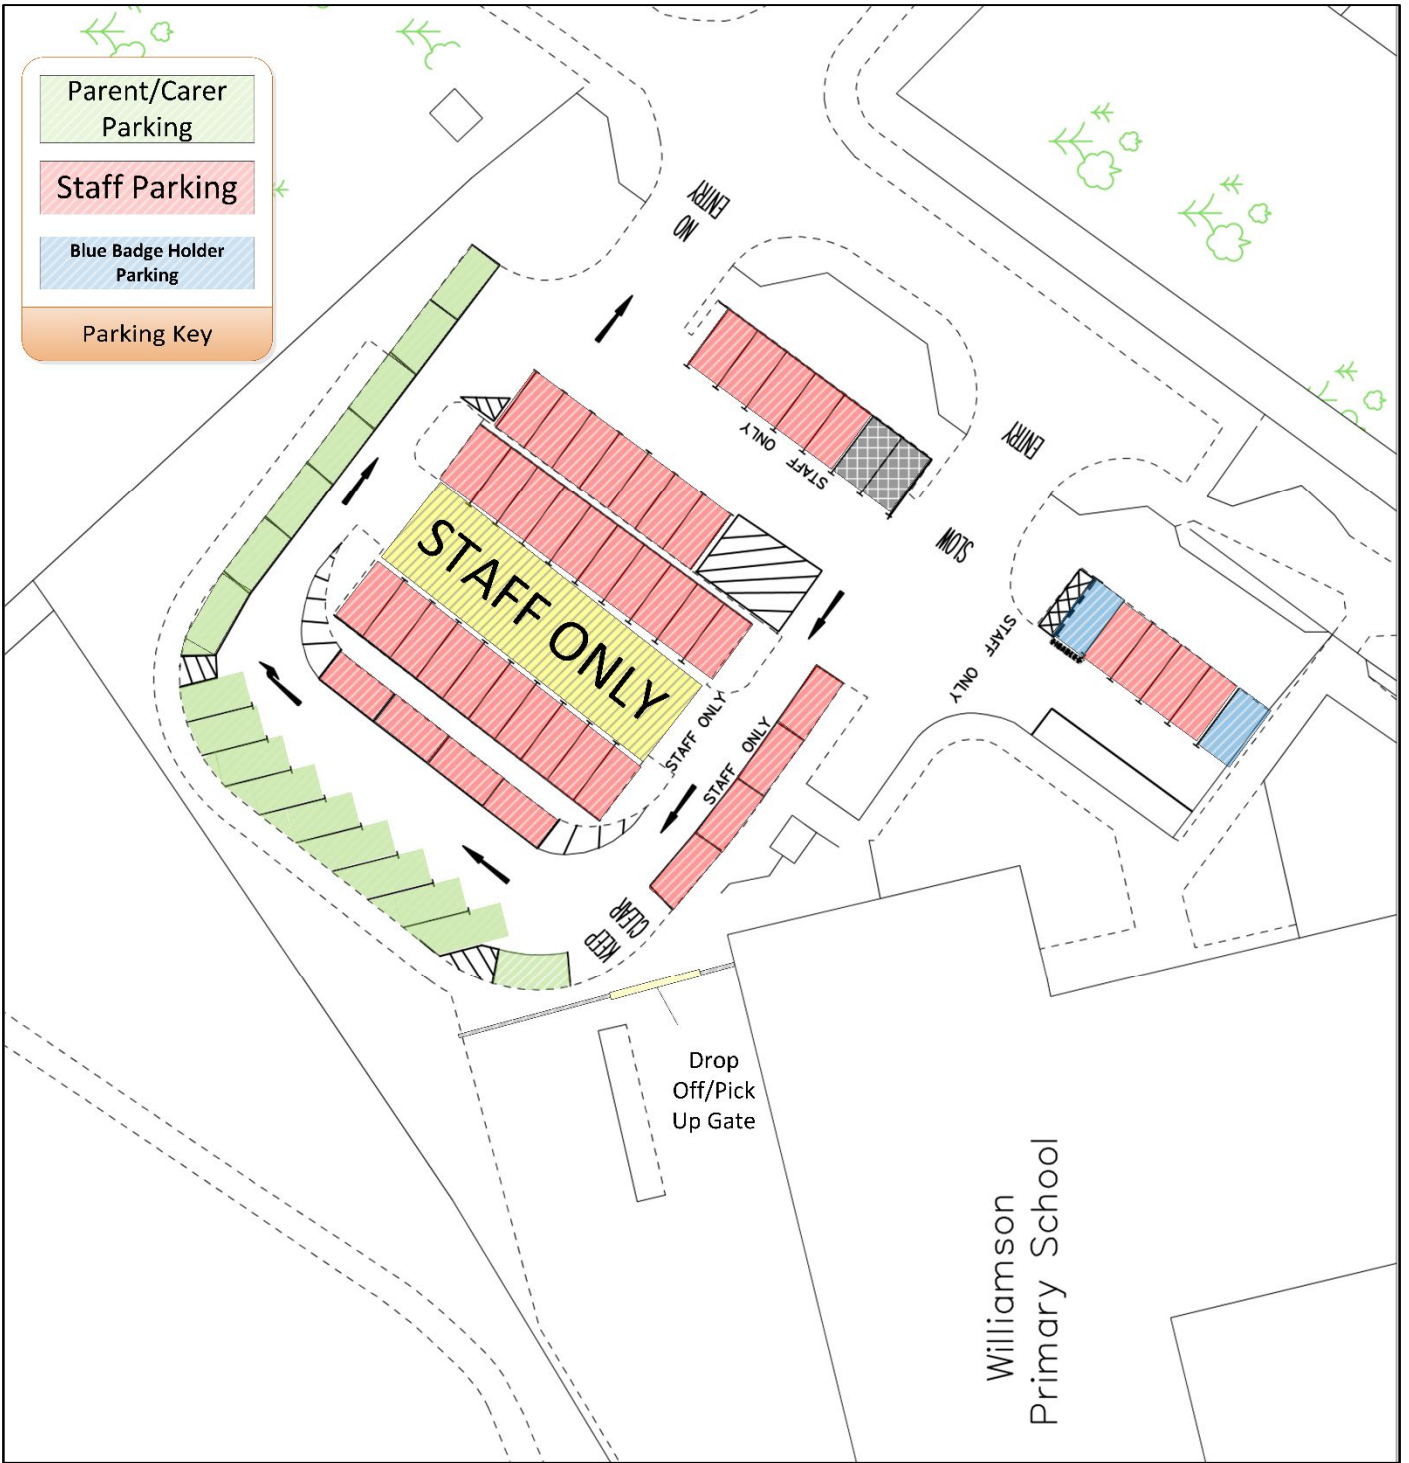 Parent/Carer
Parking
Staff Parking
Blue Badge Holder
Parking
Parking Key
NO
ENTRY
STAFF ONLY
ENTRY
SLOW
STAFF ONLY
STAFF ONLY
STAFF ONLY
STAFF ONLY
KEEP
CLEAR
Drop
Off/Pick
Up Gate
Williamson
Primary School